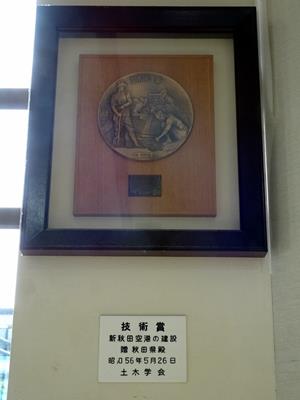 技術賞
新秋田空港の建設
贈 秋田県殿
昭和56年5月26日
土木学会